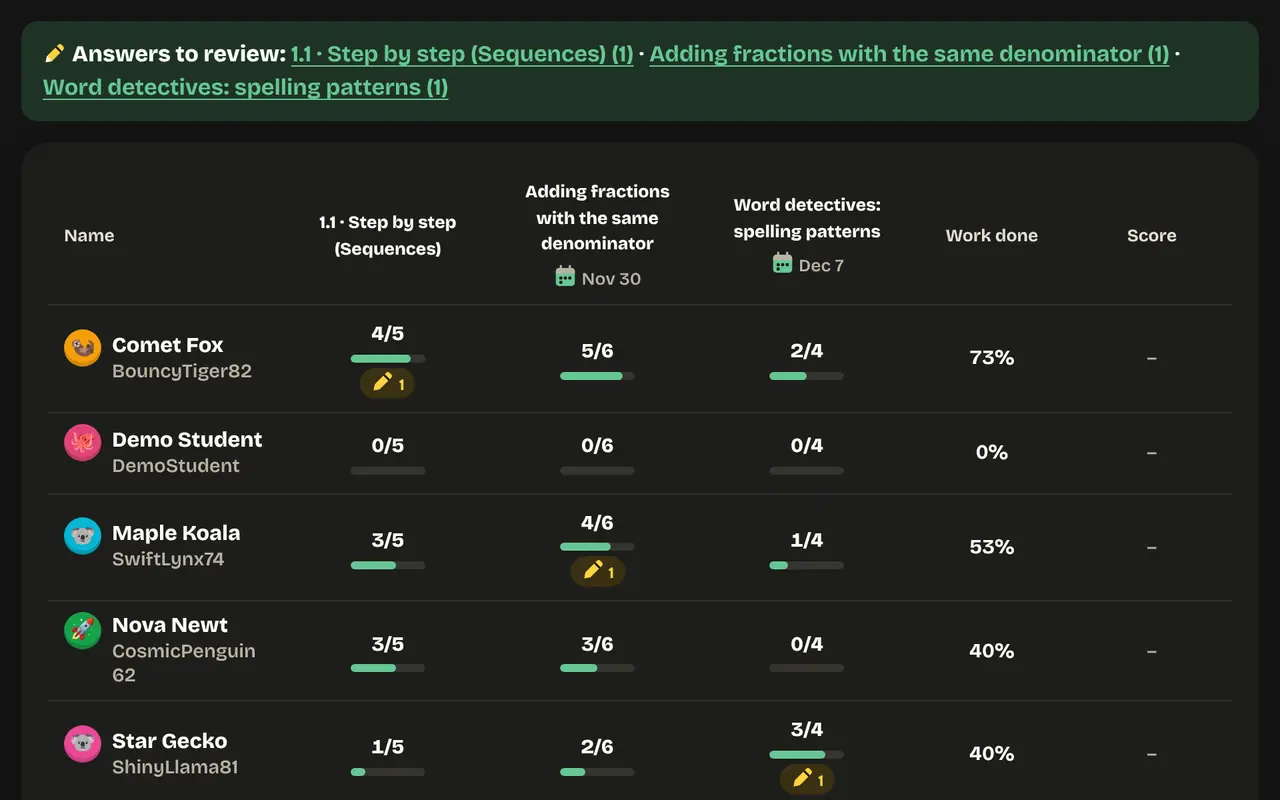 Answers to review: 1.1 · Step by step (Sequences) (1) · Adding fractions with the same denominator (1) ·
Word detectives: spelling patterns (1)
Name
1.1 · Step by step
(Sequences)
Adding fractions
with the same
denominator
Nov 30
Word detectives:
spelling patterns
Dec 7
Work done
Score
Comet Fox
BouncyTiger82
4/5
1
5/6
2/4
73%
–
Demo Student
DemoStudent
0/5
0/6
0/4
0%
–
Maple Koala
SwiftLynx74
3/5
4/6
1
1/4
53%
–
Nova Newt
CosmicPenguin
62
3/5
3/6
0/4
40%
–
Star Gecko
ShinyLlama81
1/5
2/6
3/4
1
40%
–